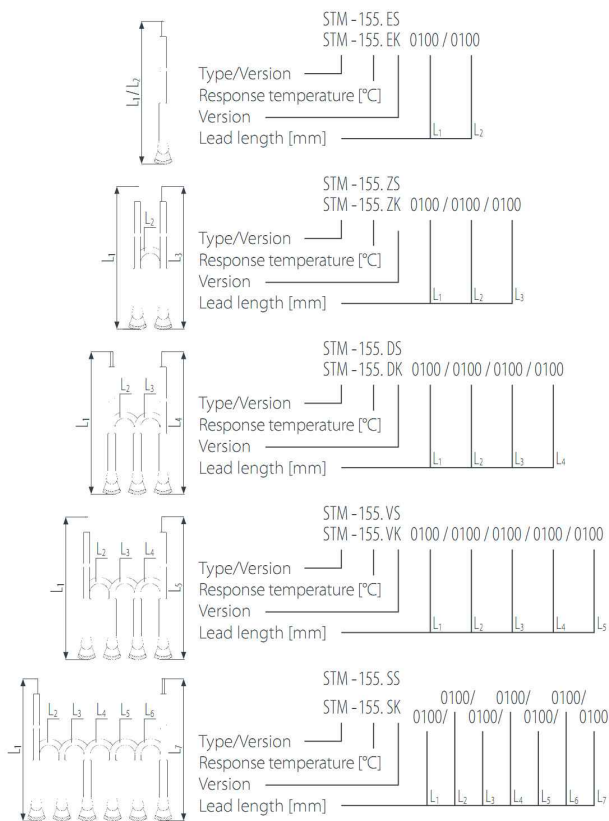 STM - 155. ES
STM - 155. EK 0100 / 0100
L1 / L2
Type/Version
Response temperature [°C]
Version
Lead length [mm]
L1 L2
STM - 155. ZS
STM - 155. ZK 0100 / 0100 / 0100
L1 L2 L3
Type/Version
Response temperature [°C]
Version
Lead length [mm]
L1 L2 L3
STM - 155. DS
STM - 155. DK 0100 / 0100 / 0100 / 0100
L1 L2 L3 L4
Type/Version
Response temperature [°C]
Version
Lead length [mm]
L1 L2 L3 L4
STM - 155. VS
STM - 155. VK 0100 / 0100 / 0100 / 0100 / 0100
L1 L2 L3 L4 L5
Type/Version
Response temperature [°C]
Version
Lead length [mm]
L1 L2 L3 L4 L5
STM - 155. SS
STM - 155. SK
0100/ 0100/ 0100/
0100/ 0100/ 0100/ 0100
L1 L2 L3 L4 L5 L6 L7
Type/Version
Response temperature [°C]
Version
Lead length [mm]
L1 L2 L3 L4 L5 L6 L7